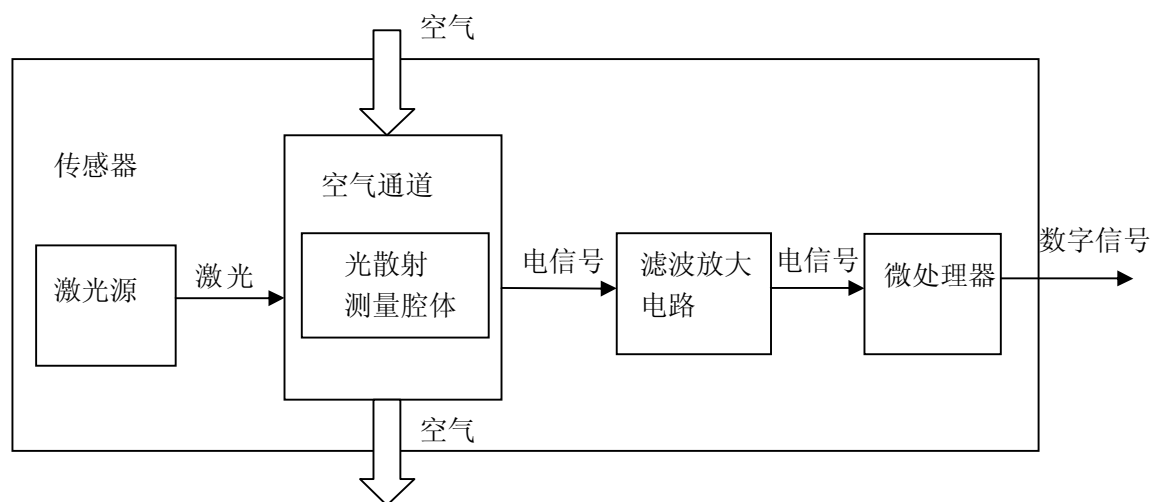 空气
传感器
空气通道
激光源
激光
光散射
测量腔体
电信号
滤波放大
电路
电信号
微处理器
数字信号
空气